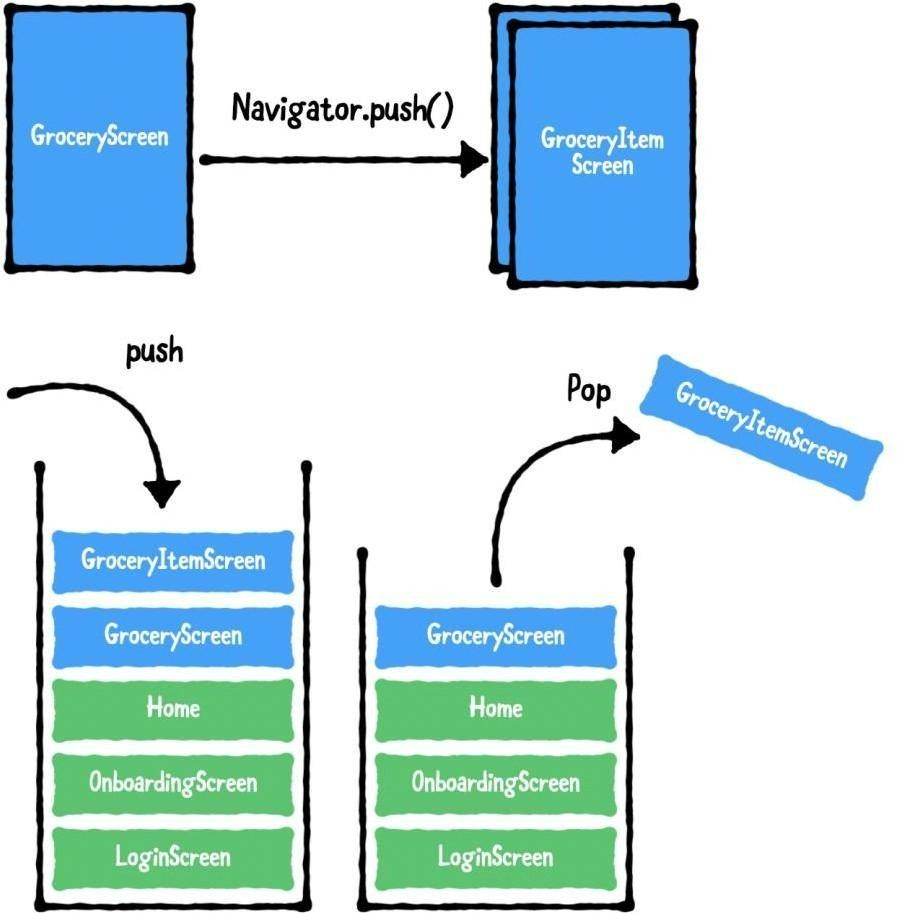 GroceryScreen
Navigator.push()
GroceryItem
Screen
push
GroceryItemScreen
GroceryScreen
Home
OnboardingScreen
LoginScreen
Pop
GroceryItemScreen
GroceryScreen
Home
OnboardingScreen
LoginScreen